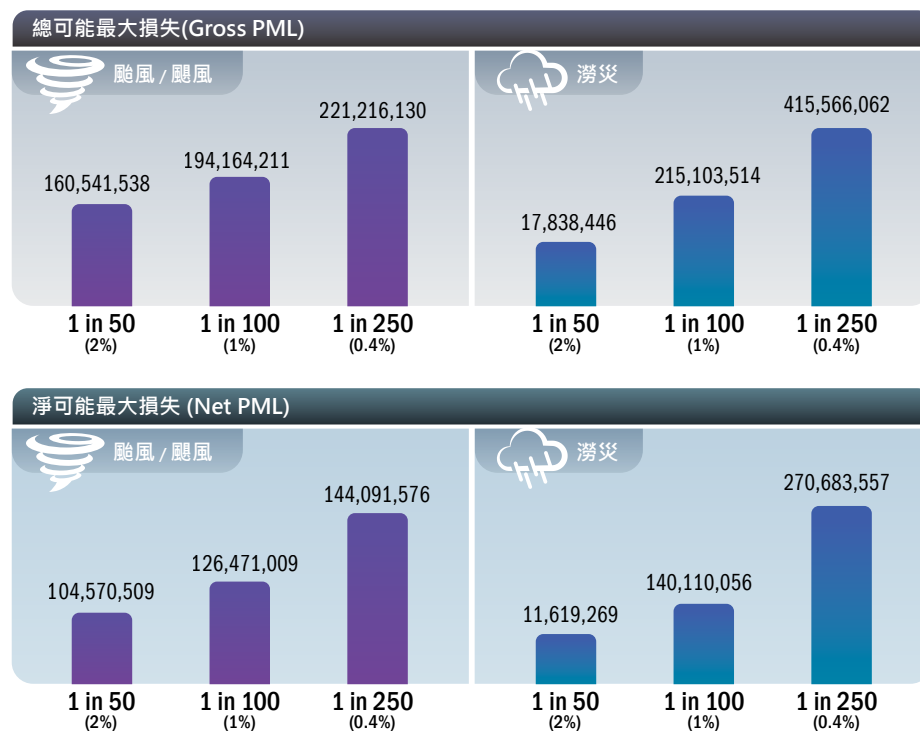 總可能最大損失(Gross PML)
颱風 / 颶風
160,541,538
194,164,211
221,216,130
1 in 50
(2%)
1 in 100
(1%)
1 in 250
(0.4%)
澇災
17,838,446
215,103,514
415,566,062
1 in 50
(2%)
1 in 100
(1%)
1 in 250
(0.4%)
淨可能最大損失 (Net PML)
颱風 / 颶風
104,570,509
126,471,009
144,091,576
1 in 50
(2%)
1 in 100
(1%)
1 in 250
(0.4%)
澇災
11,619,269
140,110,056
270,683,557
1 in 50
(2%)
1 in 100
(1%)
1 in 250
(0.4%)